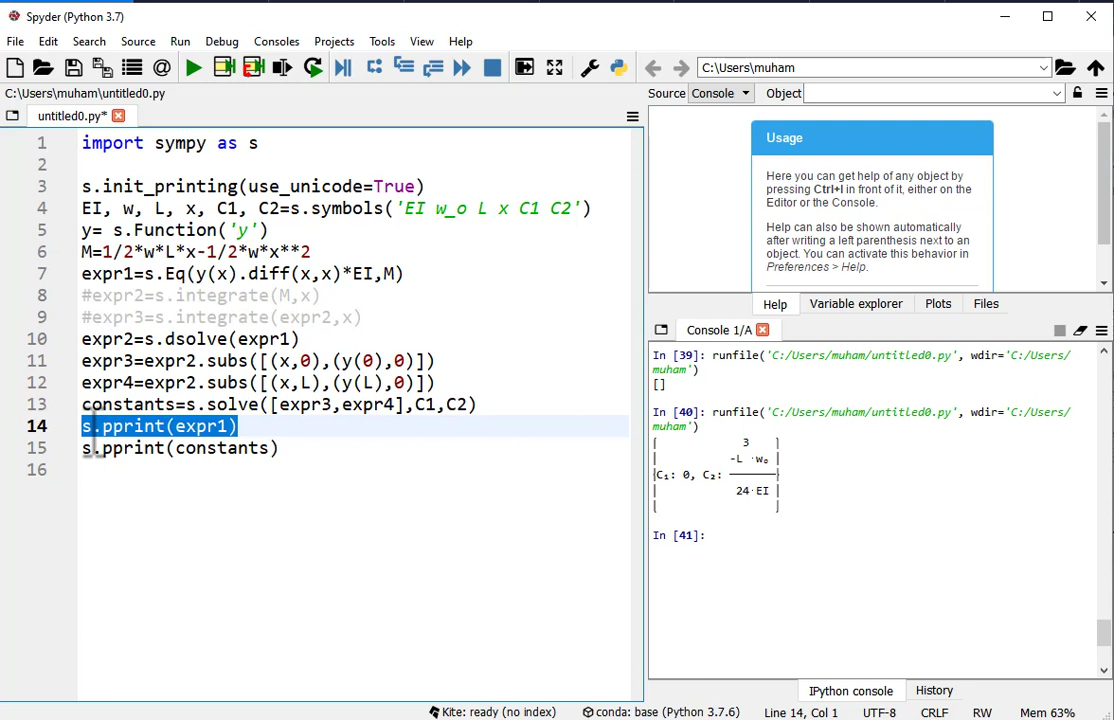 Spyder (Python 3.7)
File Edit Search Source Run Debug Consoles Projects Tools View Help
C:\Users\muham
C:\Users\muham\untitled0.py
Source Console Object
untitled0.py*
1 import sympy as s
2
3 s.init_printing(use_unicode=True)
4 EI, w, L, x, C1, C2=s.symbols('EI w_o L x C1 C2')
5 y= s.Function('y')
6 M=1/2*w*L*x-1/2*w*x**2
7 expr1=s.Eq(y(x).diff(x,x)*EI,M)
8 #expr2=s.integrate(M,x)
9 #expr3=s.integrate(expr2,x)
10 expr2=s.dsolve(expr1)
11 expr3=expr2.subs([(x,0),(y(0),0)])
12 expr4=expr2.subs([(x,L),(y(L),0)])
13 constants=s.solve([expr3,expr4],C1,C2)
14 s.pprint(expr1)
15 s.pprint(constants)
16
Usage
Here you can get help of any object by
pressing Ctrl+I in front of it, either on the
Editor or the Console.
Help can also be shown automatically
after writing a left parenthesis next to an
object. You can activate this behavior in
Preferences > Help.
Help Variable explorer Plots Files
Console 1/A
In [39]: runfile('C:/Users/muham/untitled0.py', wdir='C:/Users/
muham')
[]
In [40]: runfile('C:/Users/muham/untitled0.py', wdir='C:/Users/
muham')
3
-L ⋅w₀
C₁: 0, C₂:
24⋅EI
In [41]:
IPython console History
Kite: ready (no index) conda: base (Python 3.7.6) Line 14, Col 1 UTF-8 CRLF RW Mem 63%